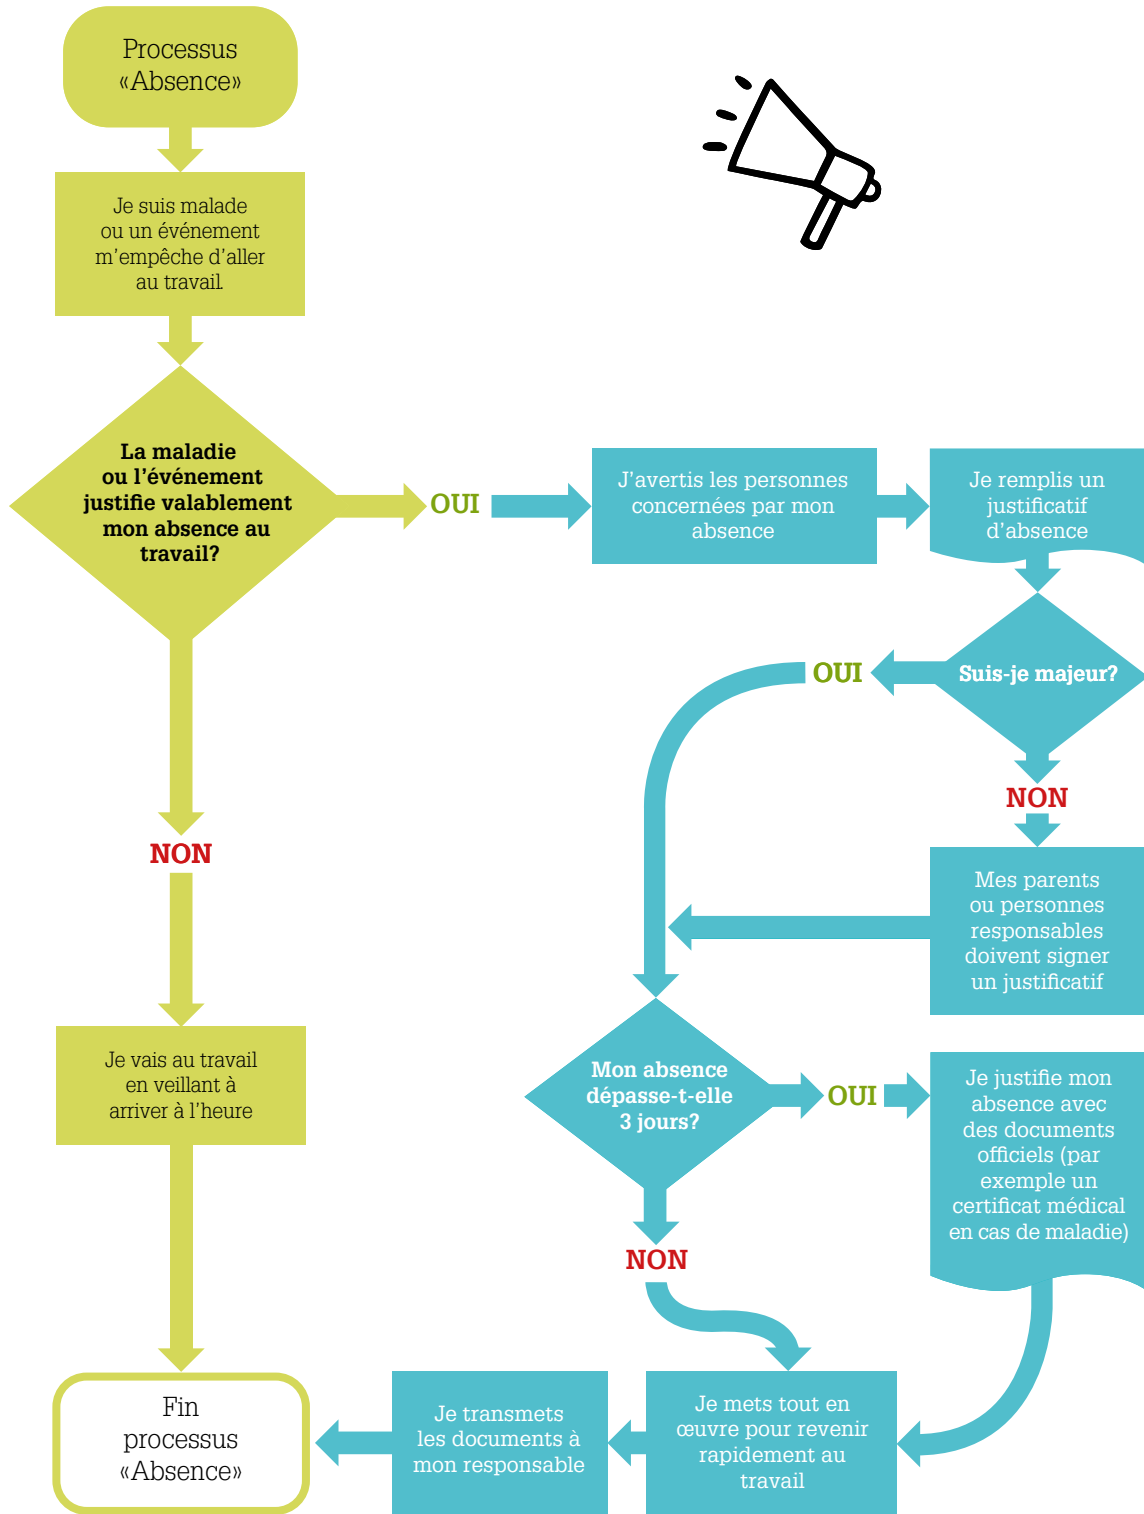 Processus
«Absence»
Je suis malade
ou un événement
m'empêche d'aller
au travail.
La maladie
ou l'événement
justifie valablement
mon absence au
travail?
OUI
J'avertis les personnes
concernées par mon
absence
Je remplis un
justificatif
d'absence
Suis-je majeur?
OUI
NON
Mes parents
ou personnes
responsables
doivent signer
un justificatif
NON
Je vais au travail
en veillant à
arriver à l'heure
Mon absence
dépasse-t-elle
3 jours?
OUI
Je justifie mon
absence avec
des documents
officiels (par
exemple un
certificat médical
en cas de maladie)
NON
Je mets tout en
œuvre pour revenir
rapidement au
travail
Je transmets
les documents à
mon responsable
Fin
processus
«Absence»